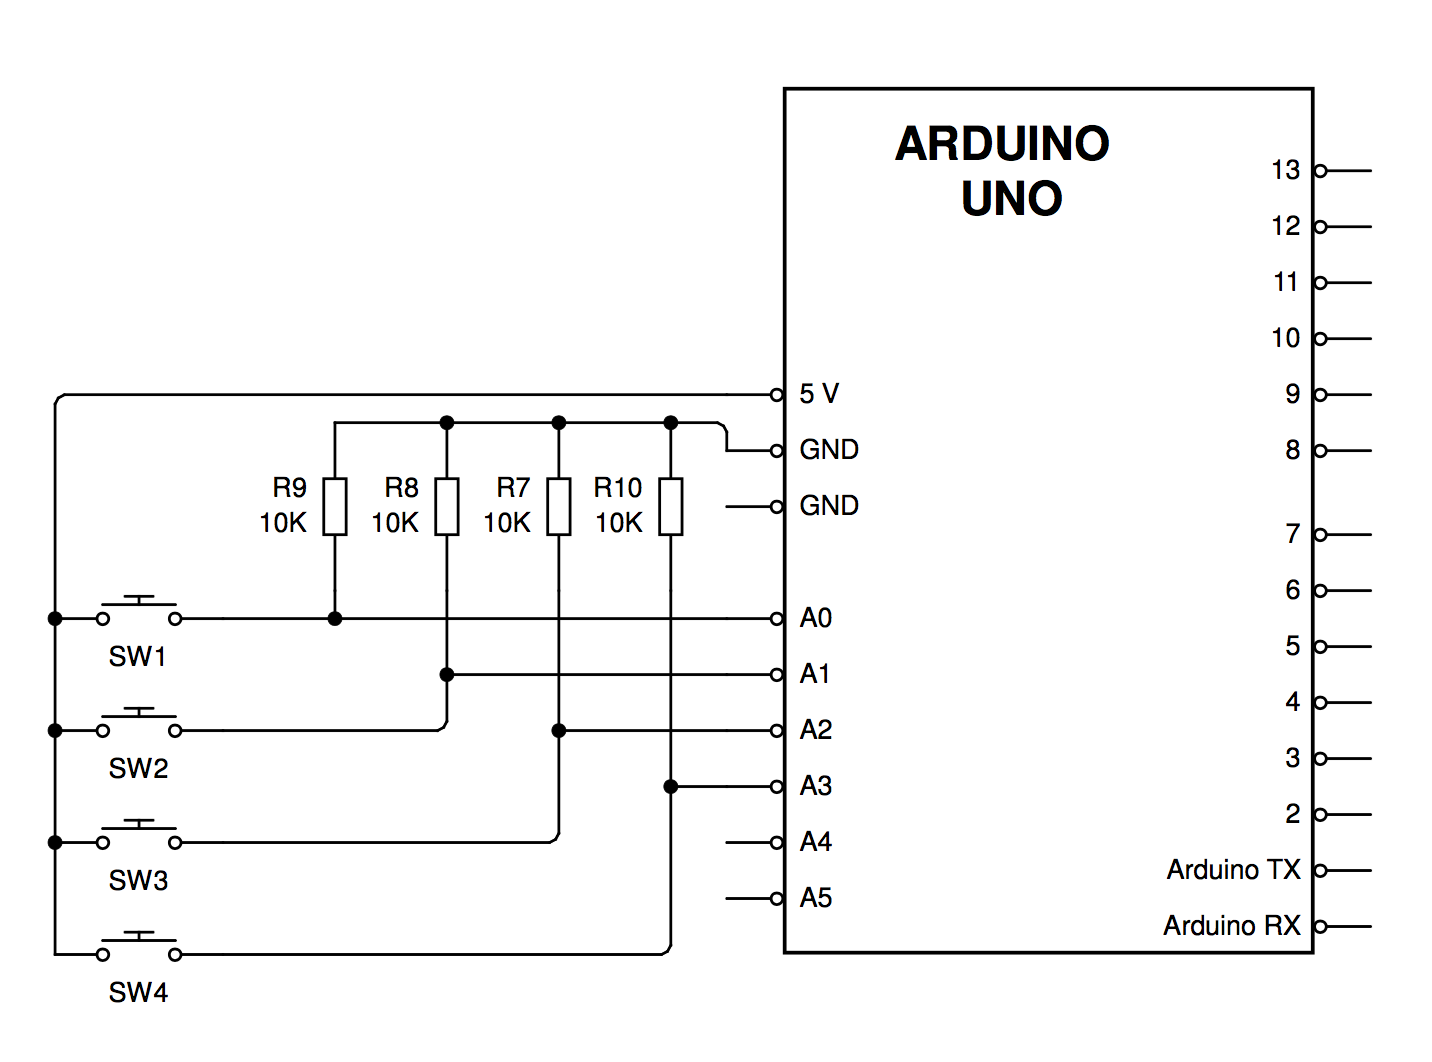 ARDUINO
UNO
13
12
11
10
5 V
9
GND
8
R9
R8
R7
R10
10K
10K
10K
10K
GND
7
6
A0
SW1
5
A1
4
A2
SW2
3
A3
2
A4
SW3
Arduino TX
A5
Arduino RX
SW4